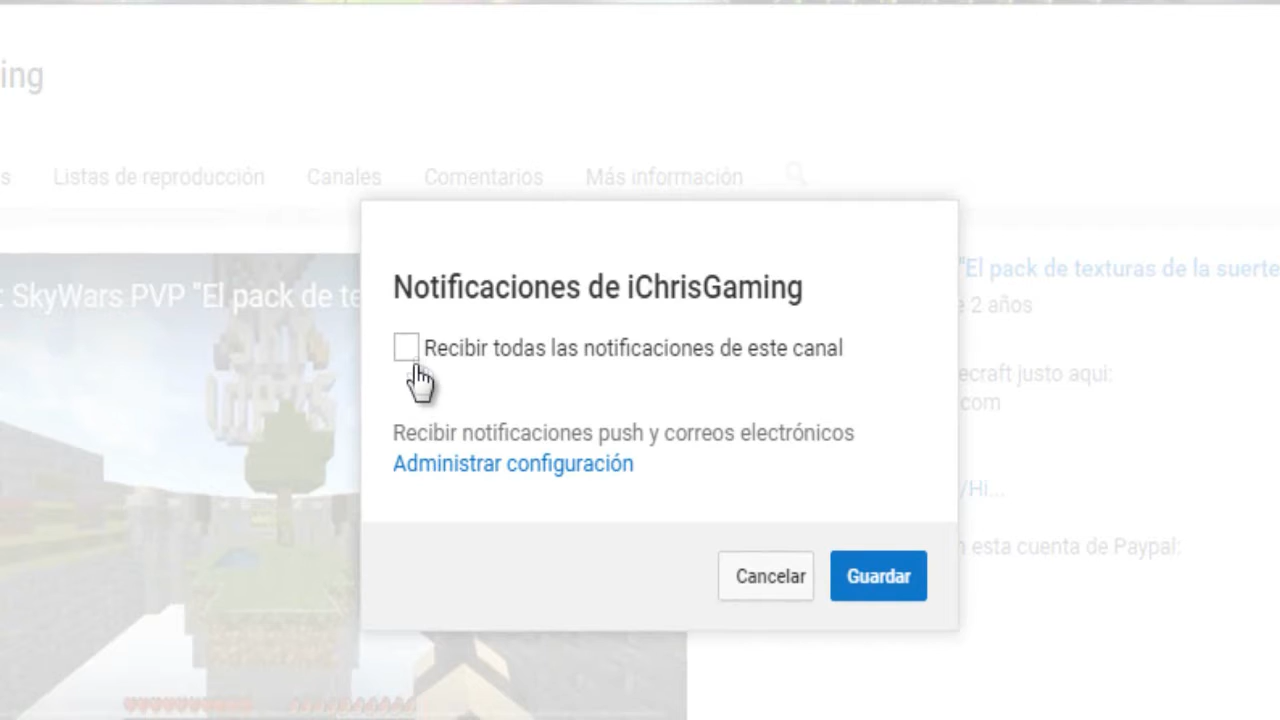 ing
s Listas de reproducción Canales Comentarios Más información
: SkyWars PVP "El pack de te
Notificaciones de iChrisGaming
Recibir todas las notificaciones de este canal
Recibir notificaciones push y correos electrónicos
Administrar configuración
Cancelar Guardar
"El pack de texturas de la suerte
e 2 años
ecraft justo aqui:
com
/Hi...
n esta cuenta de Paypal: